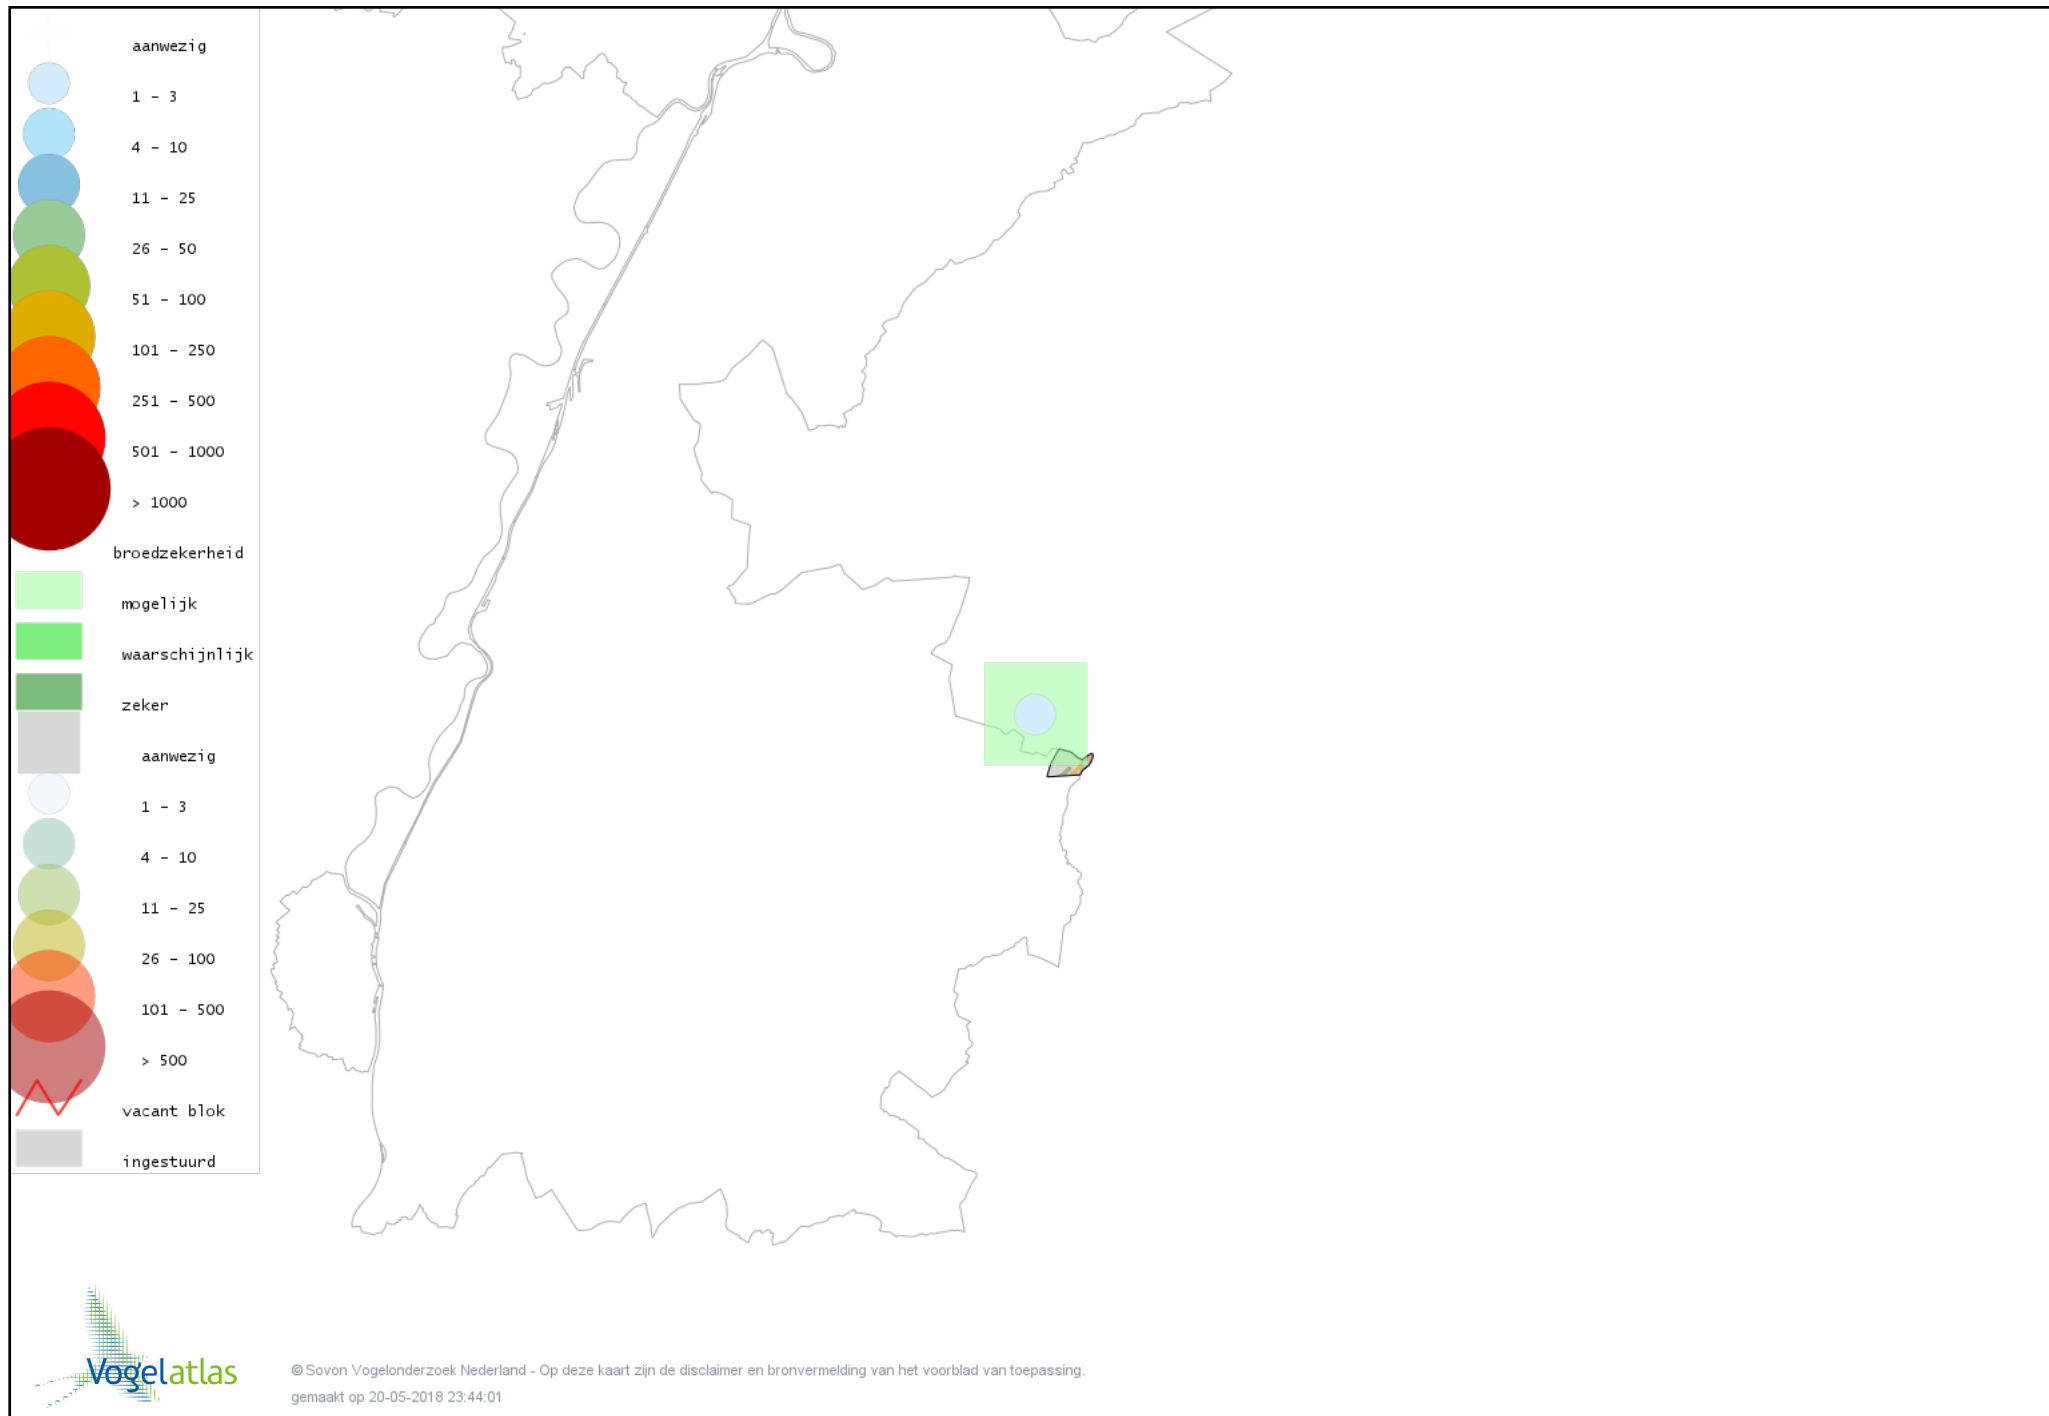 aanwezig
1 - 3
4 - 10
11 - 25
26 - 50
51 - 100
101 - 250
251 - 500
501 - 1000
> 1000
broedzekerheid
mogelijk
waarschijnlijk
zeker
aanwezig
1 - 3
4 - 10
11 - 25
26 - 100
101 - 500
> 500
vacant blok
ingestuurd
Vogelatlas
© Sovon Vogelonderzoek Nederland - Op deze kaart zijn de disclaimer en bronvermelding van het voorblad van toepassing.
gemaakt op 20-05-2018 23:44:01